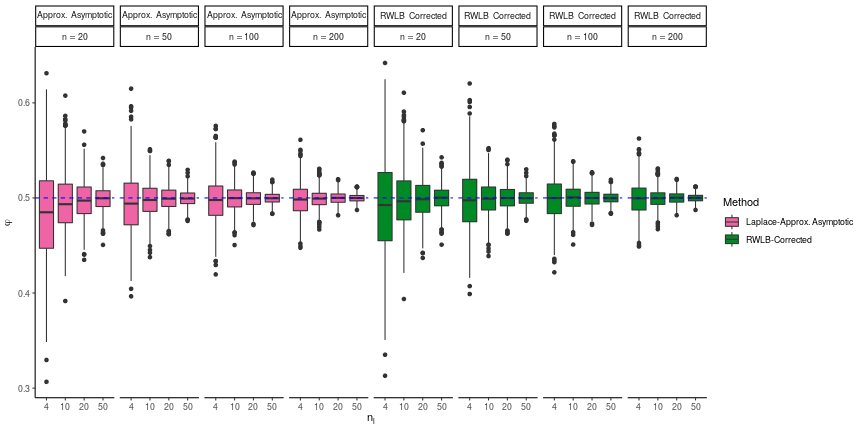 Approx. Asymptotic Approx. Asymptotic Approx. Asymptotic Approx. Asymptotic RWLB Corrected RWLB Corrected RWLB Corrected RWLB Corrected
n = 20 n = 50 n = 100 n = 200 n = 20 n = 50 n = 100 n = 200
0.6
0.5
0.4
0.3
φ
4 10 20 50 4 10 20 50 4 10 20 50 4 10 20 50 4 10 20 50 4 10 20 50 4 10 20 50 4 10 20 50
nᵢ
Method
Laplace-Approx. Asymptotic
RWLB-Corrected